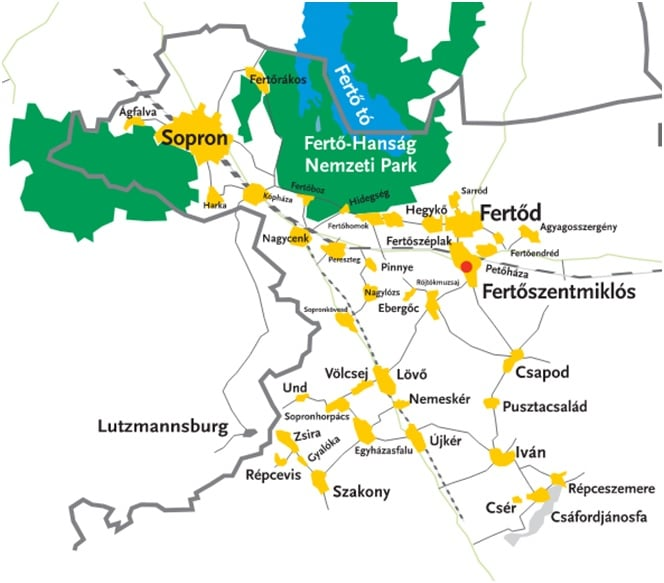 Fertőrákos
Fertő tó
Ágfalva
Sopron
Fertő-Hanság
Nemzeti Park
Harka
Kópháza
Fertőboz
Hidegség
Sarród
Hegykő
Fertőd
Fertőhomok
Agyagosszergény
Nagycenk
Fertőszéplak
Fertőendréd
Pereszteg
Pinnye
Petőháza
Röjtökmuzsaj
Fertőszentmiklós
Nagylózs
Ebergőc
Sopronkövesd
Völcsej
Lövő
Csapod
Und
Nemeskér
Pusztacsalád
Sopronhorpács
Lutzmannsburg
Zsira
Gyalóka
Egyházasfalu
Újkér
Iván
Répcevis
Szakony
Répceszemere
Csér
Csáfordjánosfa